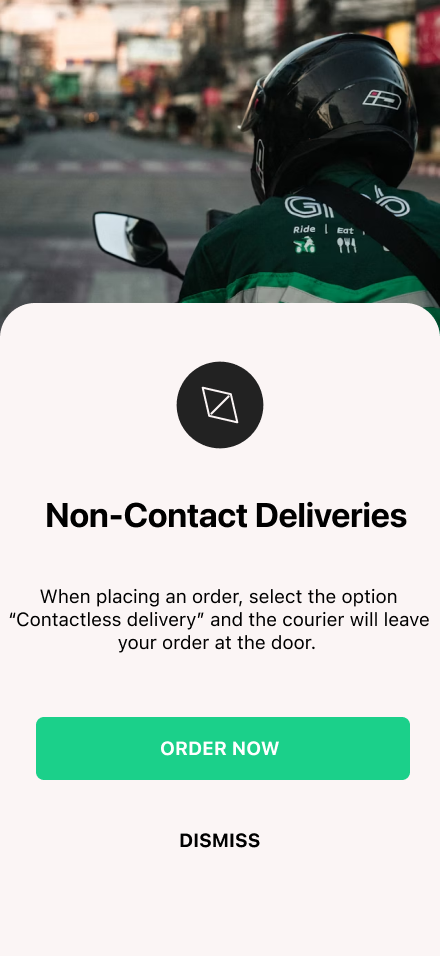 Grab
Ride | Eat |
Non-Contact Deliveries
When placing an order, select the option
“Contactless delivery” and the courier will leave
your order at the door.
ORDER NOW
DISMISS